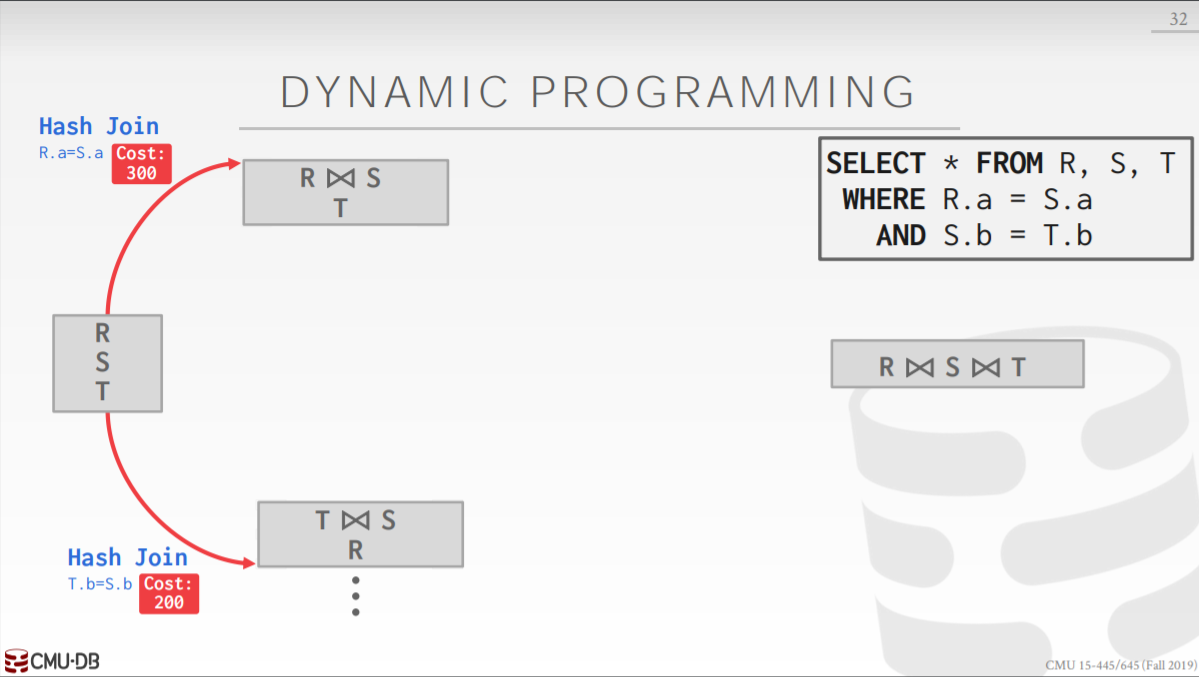 32
DYNAMIC PROGRAMMING
Hash Join
R.a=S.a
Cost:
300
R ⋈ S
T
SELECT * FROM R, S, T
WHERE R.a = S.a
AND S.b = T.b
R
S
T
R ⋈ S ⋈ T
T ⋈ S
R
Hash Join
T.b=S.b
Cost:
200
CMU·DB
CMU 15-445/645 (Fall 2019)